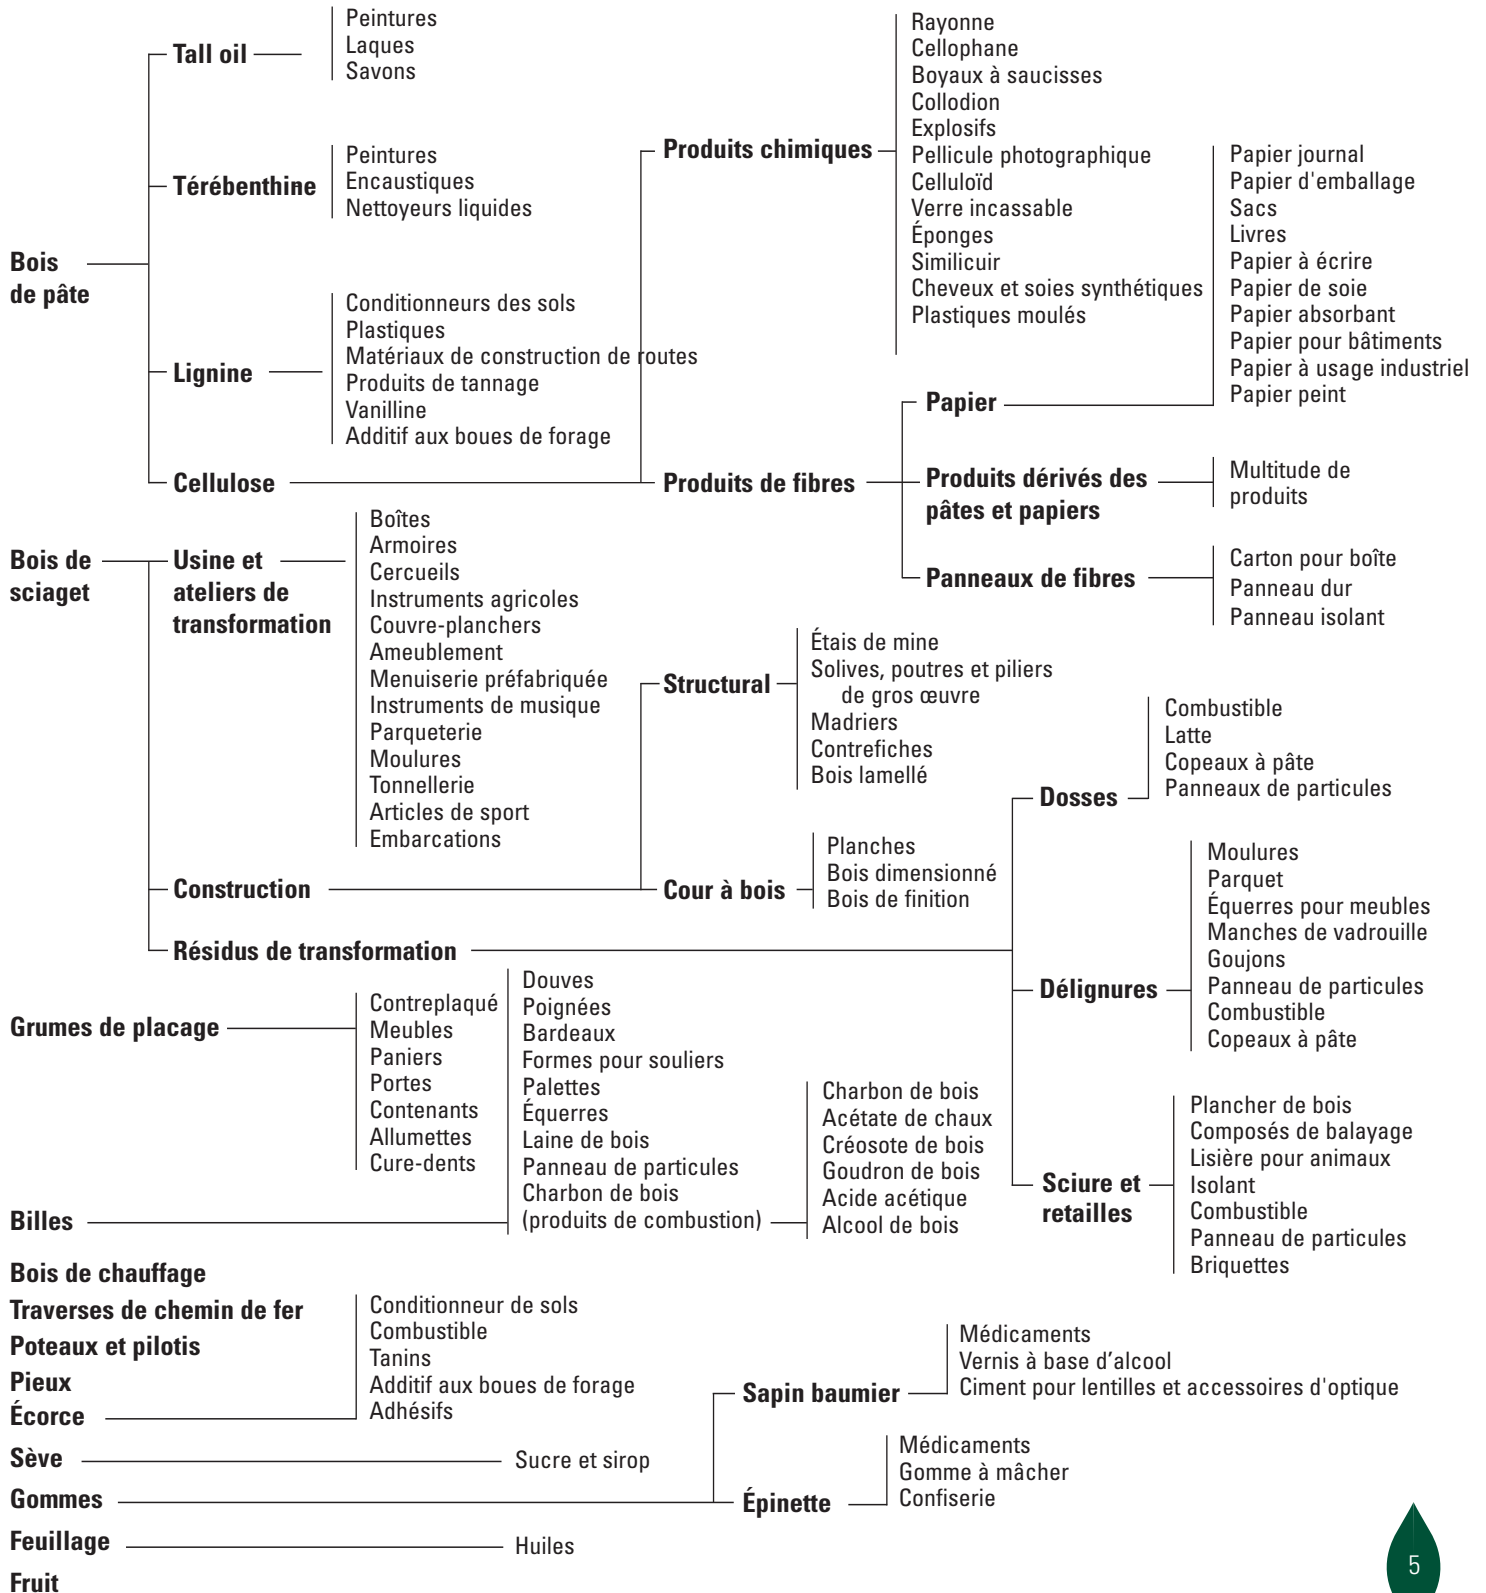 Bois
de pâte
Tall oil
Peintures
Laques
Savons
Térébenthine
Peintures
Encaustiques
Nettoyeurs liquides
Lignine
Conditionneurs des sols
Plastiques
Matériaux de construction de routes
Produits de tannage
Vanilline
Additif aux boues de forage
Cellulose
Produits chimiques
Rayonne
Cellophane
Boyaux à saucisses
Collodion
Explosifs
Pellicule photographique
Celluloïd
Verre incassable
Éponges
Similicuir
Cheveux et soies synthétiques
Plastiques moulés
Produits de fibres
Papier
Papier journal
Papier d'emballage
Sacs
Livres
Papier à écrire
Papier de soie
Papier absorbant
Papier pour bâtiments
Papier à usage industriel
Papier peint
Produits dérivés des
pâtes et papiers
Multitude de
produits
Panneaux de fibres
Carton pour boîte
Panneau dur
Panneau isolant
Bois de
sciaget
Usine et
ateliers de
transformation
Boîtes
Armoires
Cercueils
Instruments agricoles
Couvre-planchers
Ameublement
Menuiserie préfabriquée
Instruments de musique
Parqueterie
Moulures
Tonnellerie
Articles de sport
Embarcations
Construction
Structural
Étais de mine
Solives, poutres et piliers
de gros œuvre
Madriers
Contrefiches
Bois lamellé
Cour à bois
Planches
Bois dimensionné
Bois de finition
Résidus de transformation
Dosses
Combustible
Latte
Copeaux à pâte
Panneaux de particules
Délignures
Moulures
Parquet
Équerres pour meubles
Manches de vadrouille
Goujons
Panneau de particules
Combustible
Copeaux à pâte
Sciure et
retailles
Plancher de bois
Composés de balayage
Lisière pour animaux
Isolant
Combustible
Panneau de particules
Briquettes
Grumes de placage
Contreplaqué
Meubles
Paniers
Portes
Contenants
Allumettes
Cure-dents
Billes
Douves
Poignées
Bardeaux
Formes pour souliers
Palettes
Équerres
Laine de bois
Panneau de particules
Charbon de bois
(produits de combustion)
Charbon de bois
Acétate de chaux
Créosote de bois
Goudron de bois
Acide acétique
Alcool de bois
Bois de chauffage
Traverses de chemin de fer
Poteaux et pilotis
Pieux
Écorce
Conditionneur de sols
Combustible
Tanins
Additif aux boues de forage
Adhésifs
Sève
Sucre et sirop
Gommes
Sapin baumier
Médicaments
Vernis à base d’alcool
Ciment pour lentilles et accessoires d'optique
Épinette
Médicaments
Gomme à mâcher
Confiserie
Feuillage
Huiles
Fruit
5